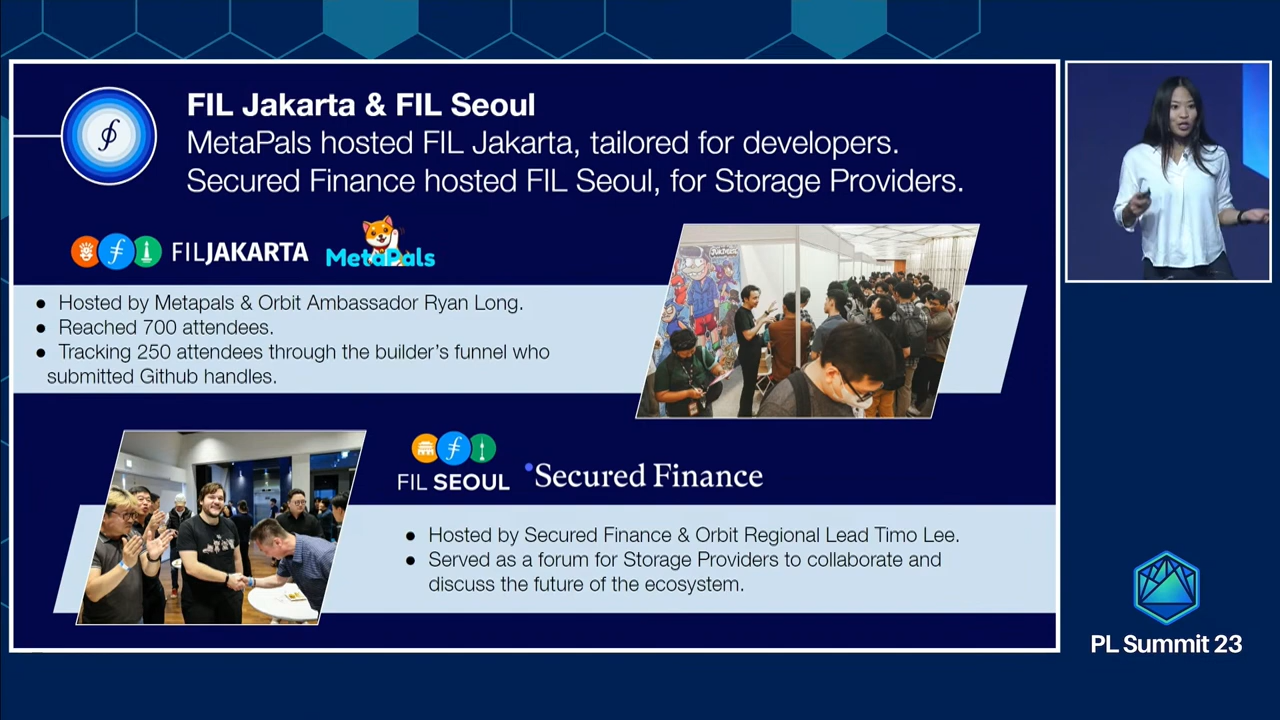 FIL Jakarta & FIL Seoul
MetaPals hosted FIL Jakarta, tailored for developers.
Secured Finance hosted FIL Seoul, for Storage Providers.
FILJAKARTA
MetaPals
● Hosted by Metapals & Orbit Ambassador Ryan Long.
● Reached 700 attendees.
● Tracking 250 attendees through the builder’s funnel who
submitted Github handles.
FIL SEOUL
Secured Finance
● Hosted by Secured Finance & Orbit Regional Lead Timo Lee.
● Served as a forum for Storage Providers to collaborate and
discuss the future of the ecosystem.
PL Summit 23